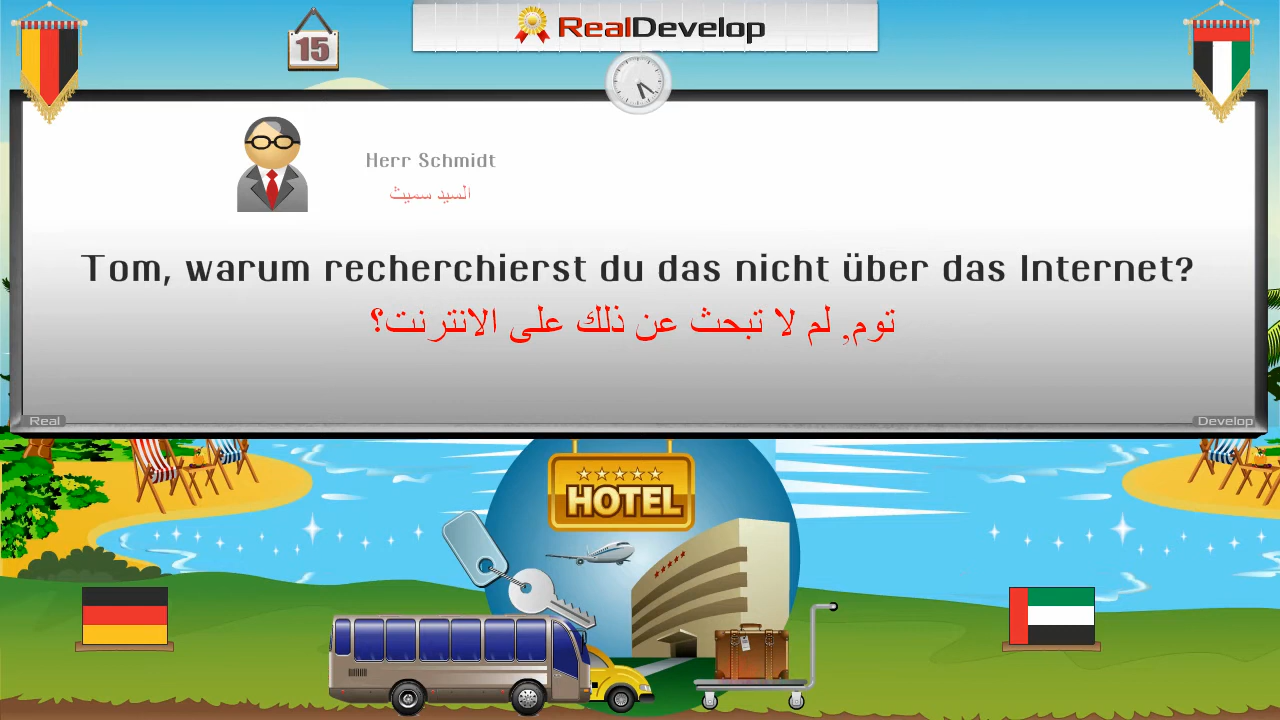 15
RealDevelop
Herr Schmidt
السيد سميث
Tom, warum recherchierst du das nicht über das Internet?
توم, لم لا تبحث عن ذلك على الانترنت؟
Real
Develop
HOTEL